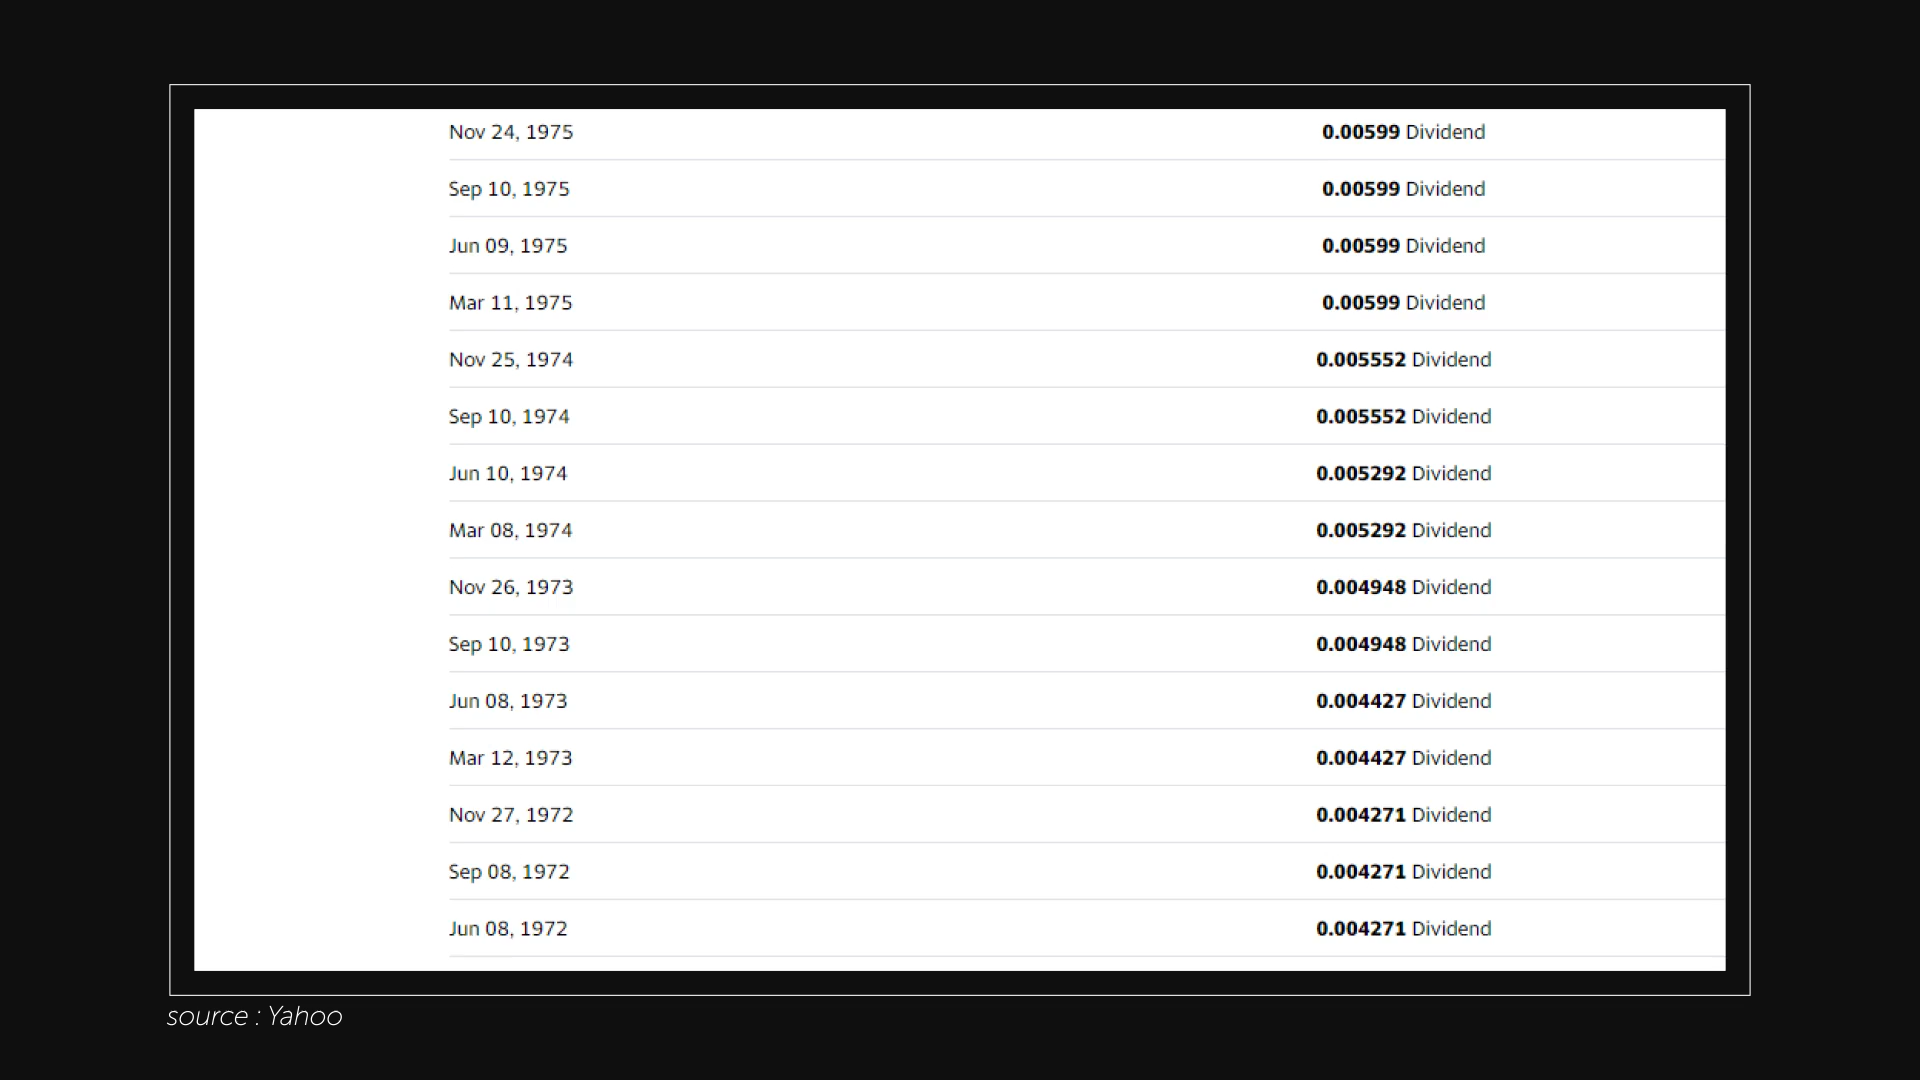 Nov 24, 1975 0.00599 Dividend
Sep 10, 1975 0.00599 Dividend
Jun 09, 1975 0.00599 Dividend
Mar 11, 1975 0.00599 Dividend
Nov 25, 1974 0.005552 Dividend
Sep 10, 1974 0.005552 Dividend
Jun 10, 1974 0.005292 Dividend
Mar 08, 1974 0.005292 Dividend
Nov 26, 1973 0.004948 Dividend
Sep 10, 1973 0.004948 Dividend
Jun 08, 1973 0.004427 Dividend
Mar 12, 1973 0.004427 Dividend
Nov 27, 1972 0.004271 Dividend
Sep 08, 1972 0.004271 Dividend
Jun 08, 1972 0.004271 Dividend
source : Yahoo